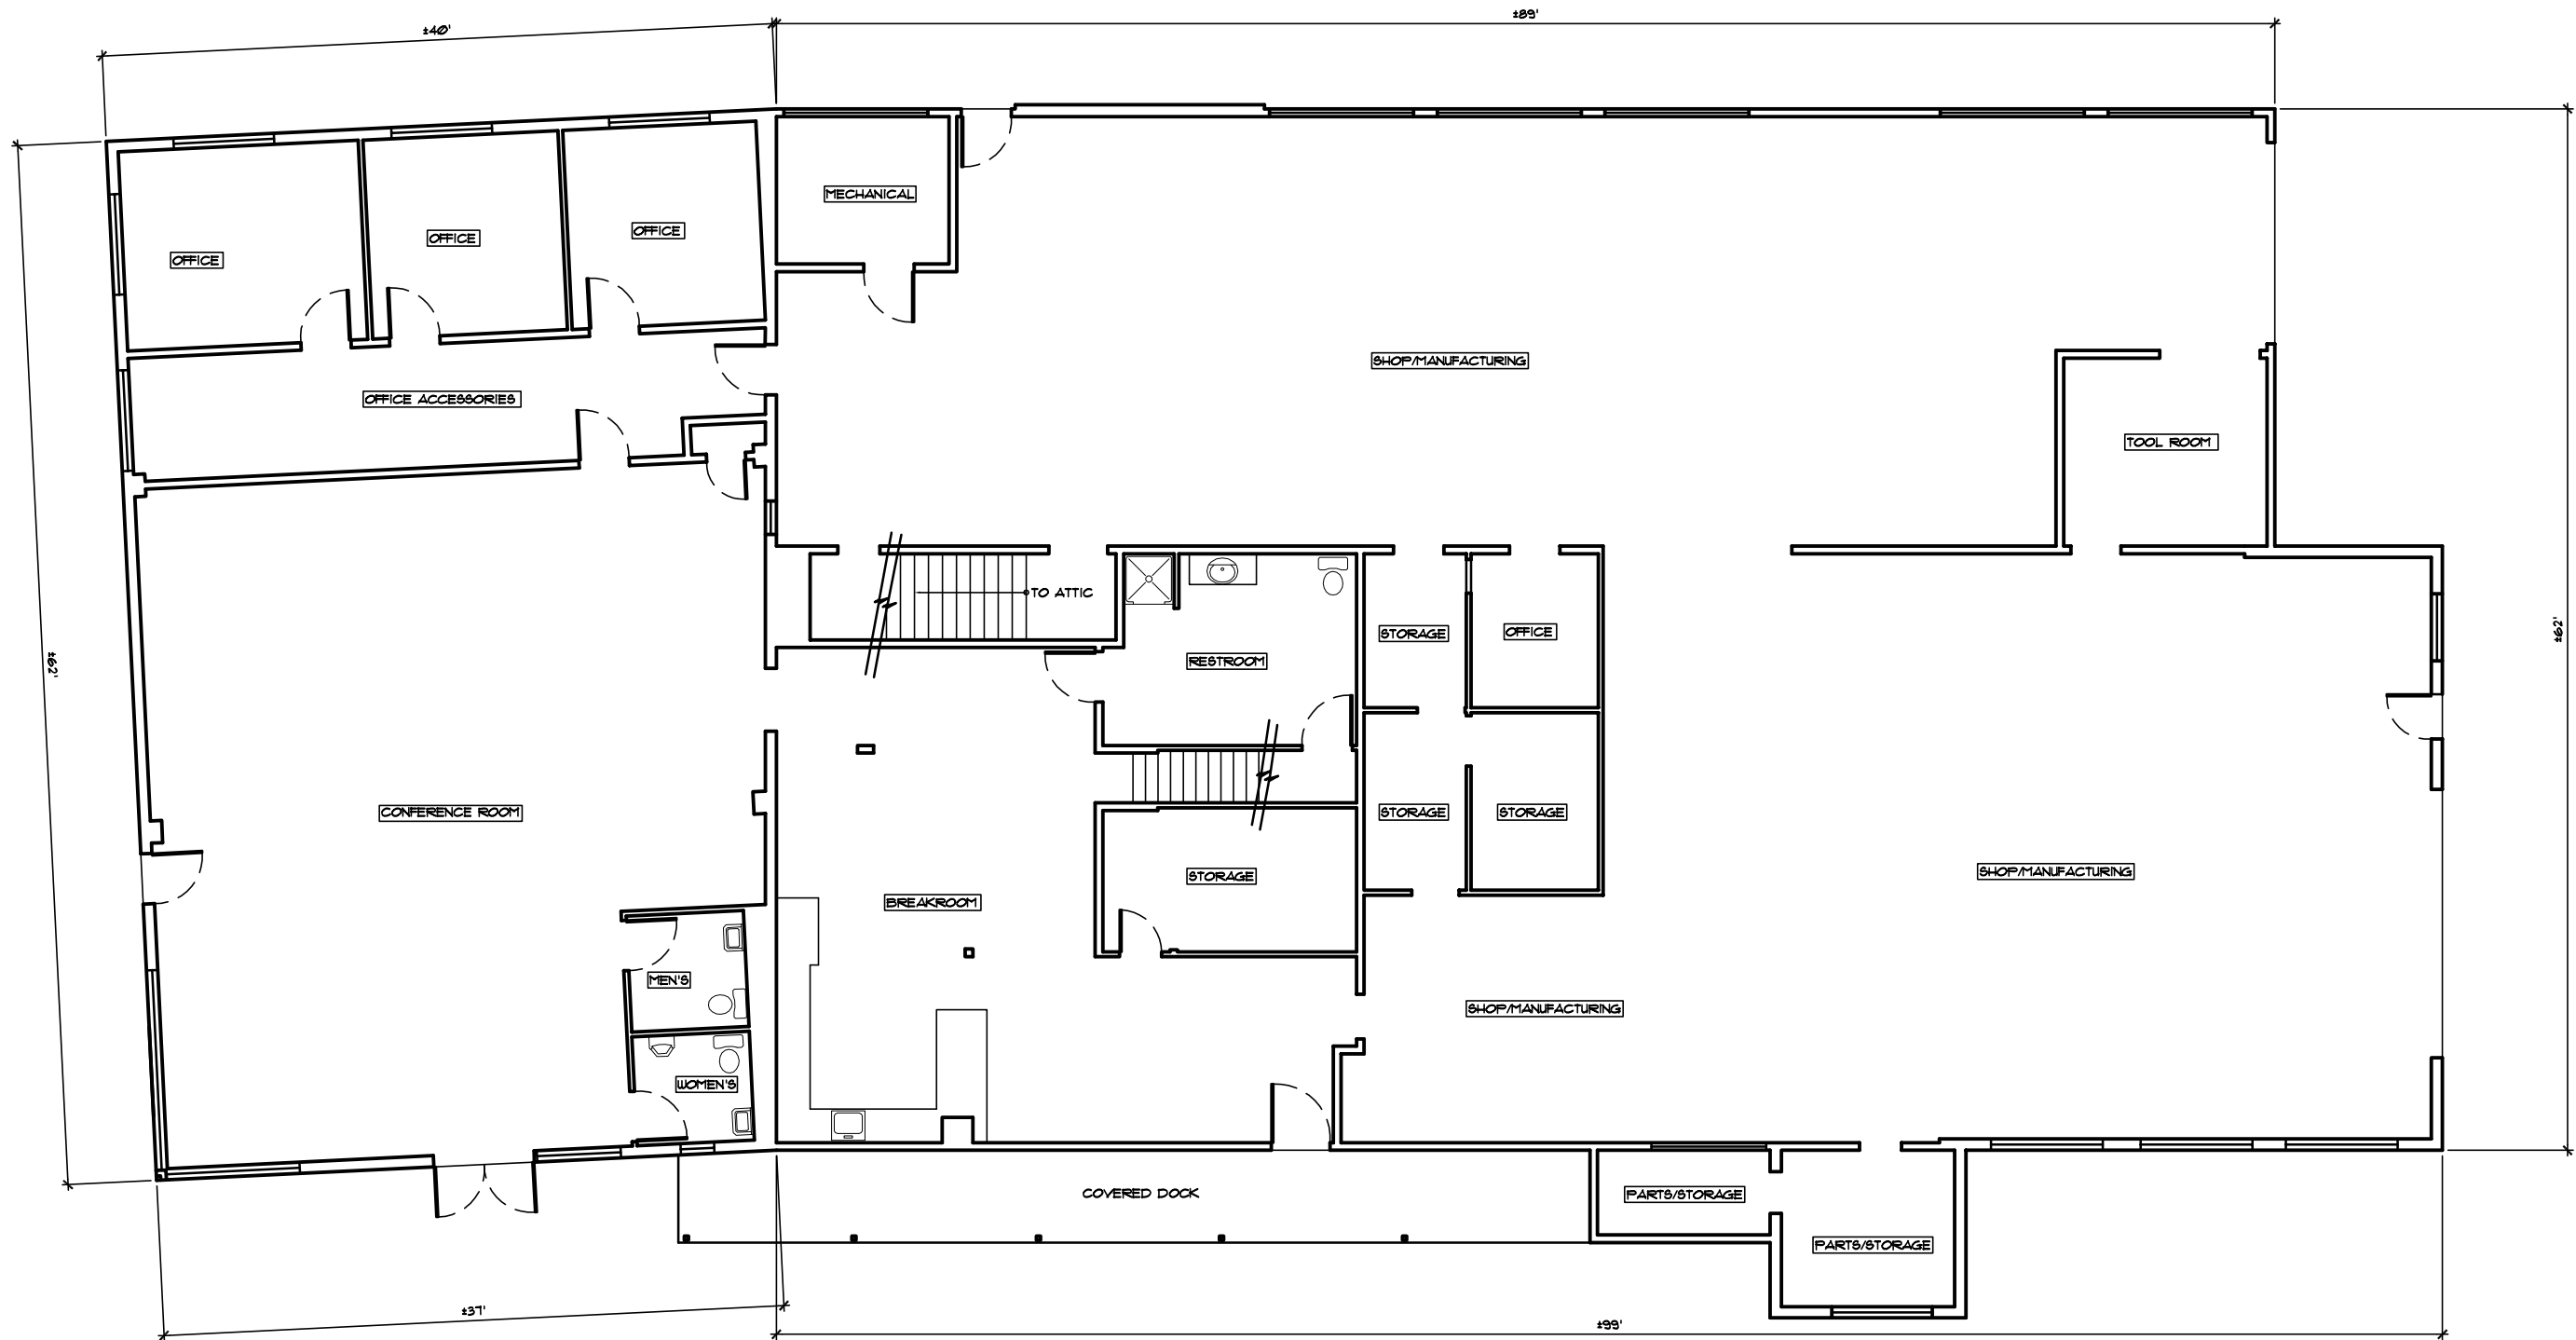 ±89'
±40'
MECHANICAL
OFFICE
OFFICE
OFFICE
SHOP/MANUFACTURING
OFFICE ACCESSORIES
TOOL ROOM
TO ATTIC
STORAGE
OFFICE
±62'
±62'
RESTROOM
CONFERENCE ROOM
STORAGE
STORAGE
STORAGE
SHOP/MANUFACTURING
BREAKROOM
MEN'S
SHOP/MANUFACTURING
WOMEN'S
COVERED DOCK
PARTS/STORAGE
PARTS/STORAGE
±37'
±99'